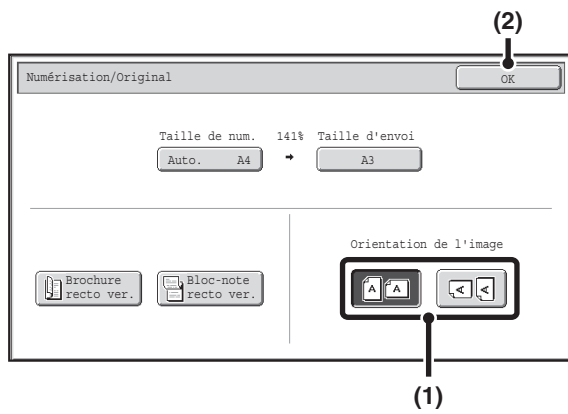 (2)
Numérisation/Original
OK
Taille de num. 141% Taille d'envoi
Auto. A4 → A3
Orientation de l'image
Brochure
recto ver.
Bloc-note
recto ver.
A A A A
(1)